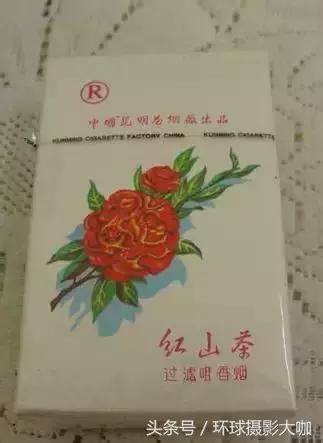 R
中国昆明卷烟厂出品
KUNMING CIGARETTE FACTORY CHINA KUNMING CIGARETTE
红山茶
过滤咀香烟
头条号／环球摄影大咖